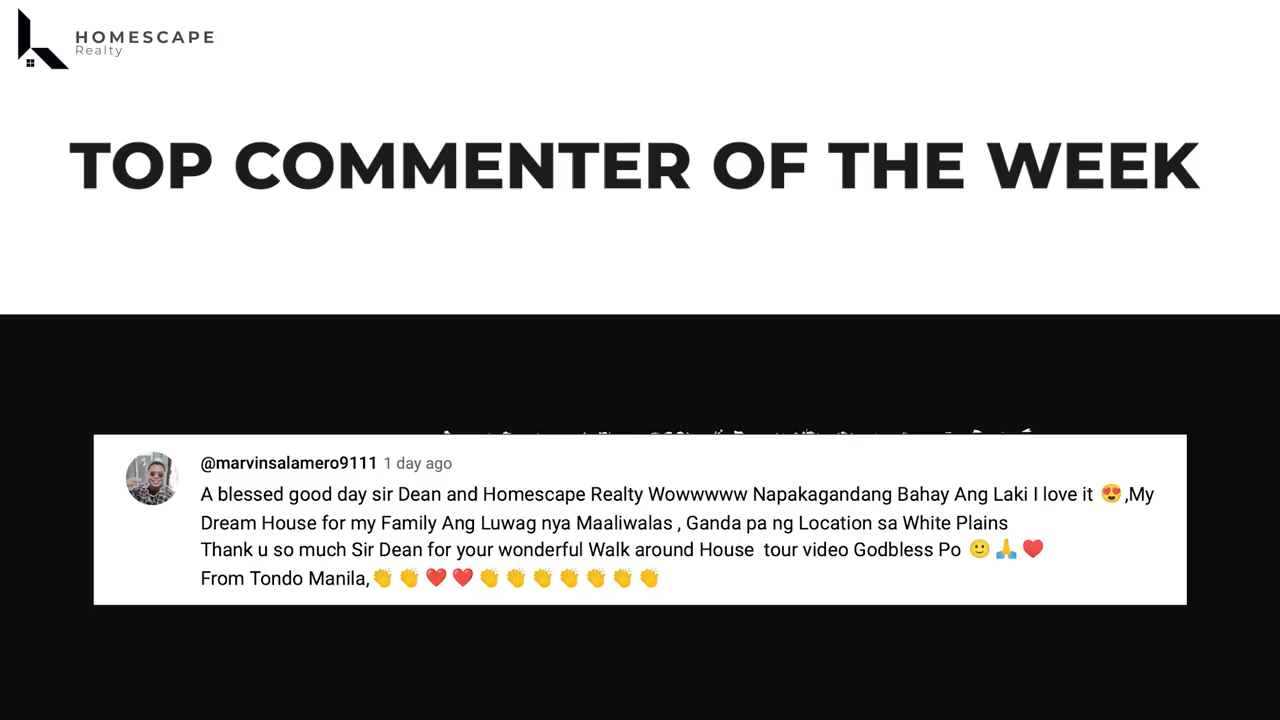 HOMESCAPE
Realty
TOP COMMENTER OF THE WEEK
@marvinsalamero9111 1 day ago
A blessed good day sir Dean and Homescape Realty Wowwwww Napakagandang Bahay Ang Laki I love it 😍,My
Dream House for my Family Ang Luwag nya Maaliwalas , Ganda pa ng Location sa White Plains
Thank u so much Sir Dean for your wonderful Walk around House tour video Godbless Po 🙂🙏♥️
From Tondo Manila,👏👏❤️❤️👏👏👏👏👏👏👏